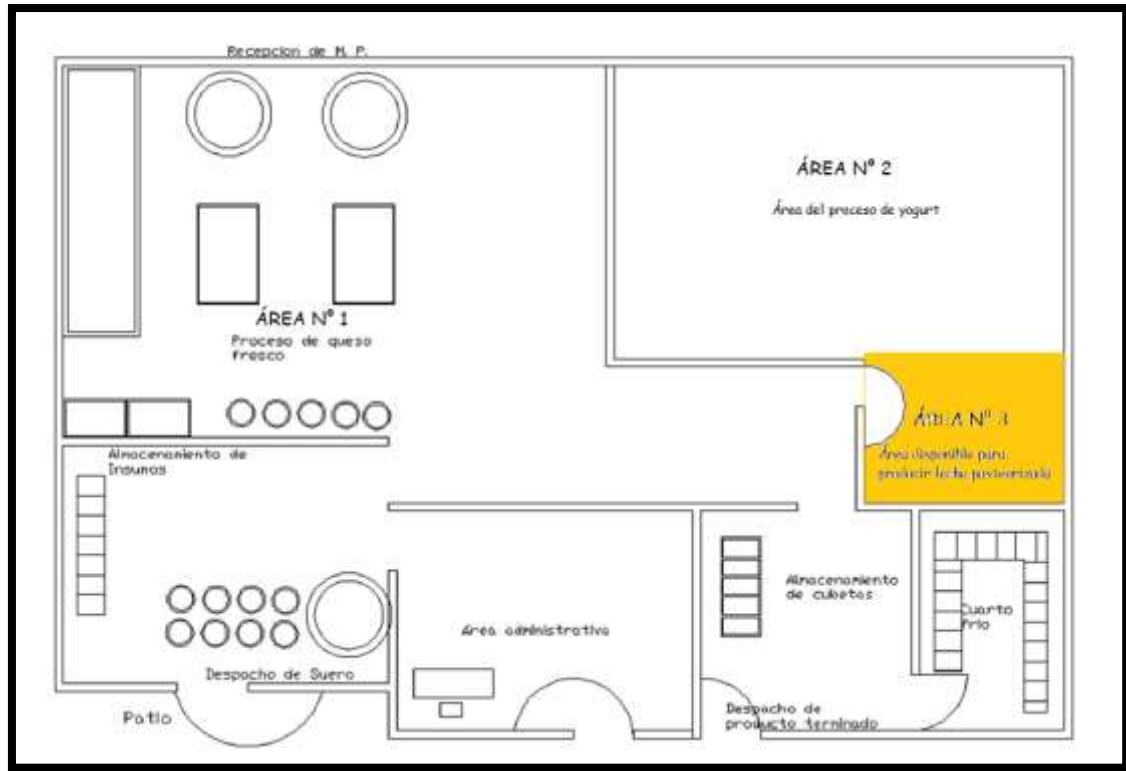 Recepcion de M. P.
ÁREA Nº 2
Área del proceso de yogurt
ÁREA Nº 1
Proceso de queso
fresco
ÁREA Nº 3
Área disponible para
producir leche pasteurizada
Almacenamiento de
Insumos
Almacenamiento
de cubetas
Cuarto
Frio
Area administrativa
Despacho de Suero
Patio
Despacho de
producto terminado